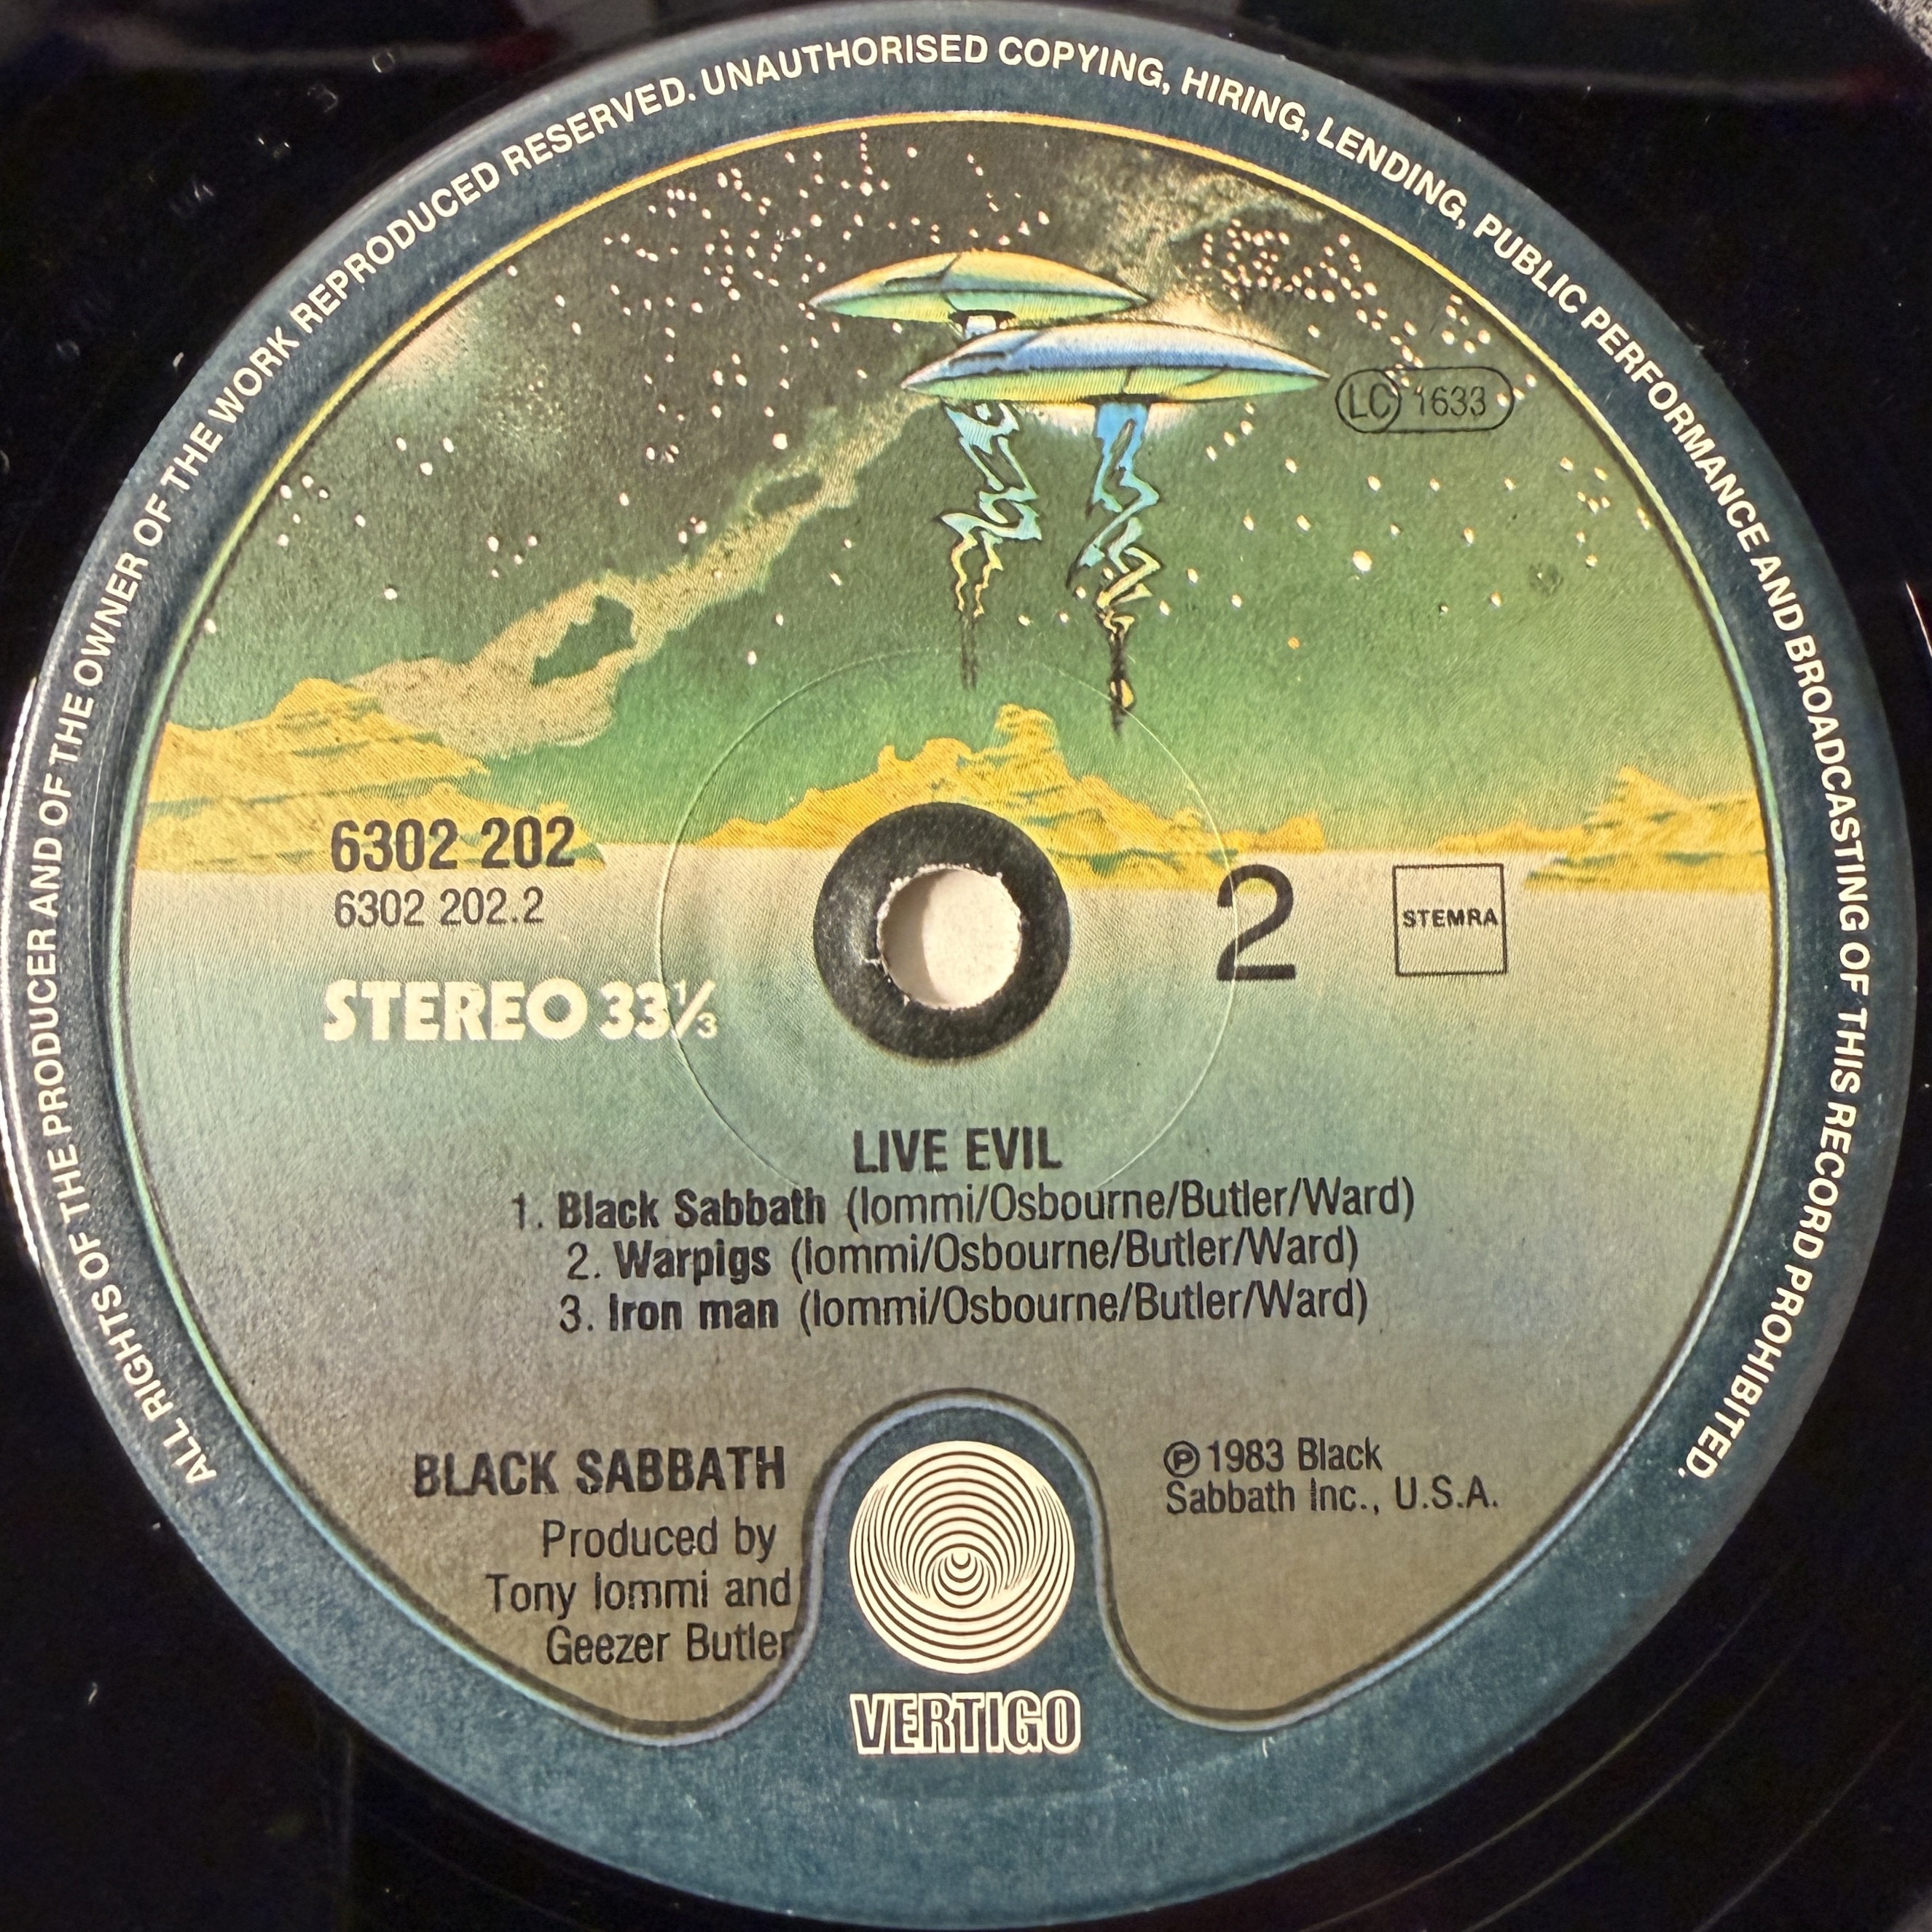 ALL RIGHTS OF THE PRODUCER AND OF THE OWNER OF THE WORK REPRODUCED RESERVED. UNAUTHORISED COPYING, HIRING, LENDING, PUBLIC PERFORMANCE AND BROADCASTING OF THIS RECORD PROHIBITED.
LC 1633
6302 202
6302 202.2
2
STEMRA
STEREO 33 1/3
LIVE EVIL
1. Black Sabbath (Iommi/Osbourne/Butler/Ward)
2. Warpigs (Iommi/Osbourne/Butler/Ward)
3. Iron man (Iommi/Osbourne/Butler/Ward)
BLACK SABBATH
Produced by
Tony Iommi and
Geezer Butler
Ⓟ 1983 Black
Sabbath Inc., U.S.A.
VERTIGO